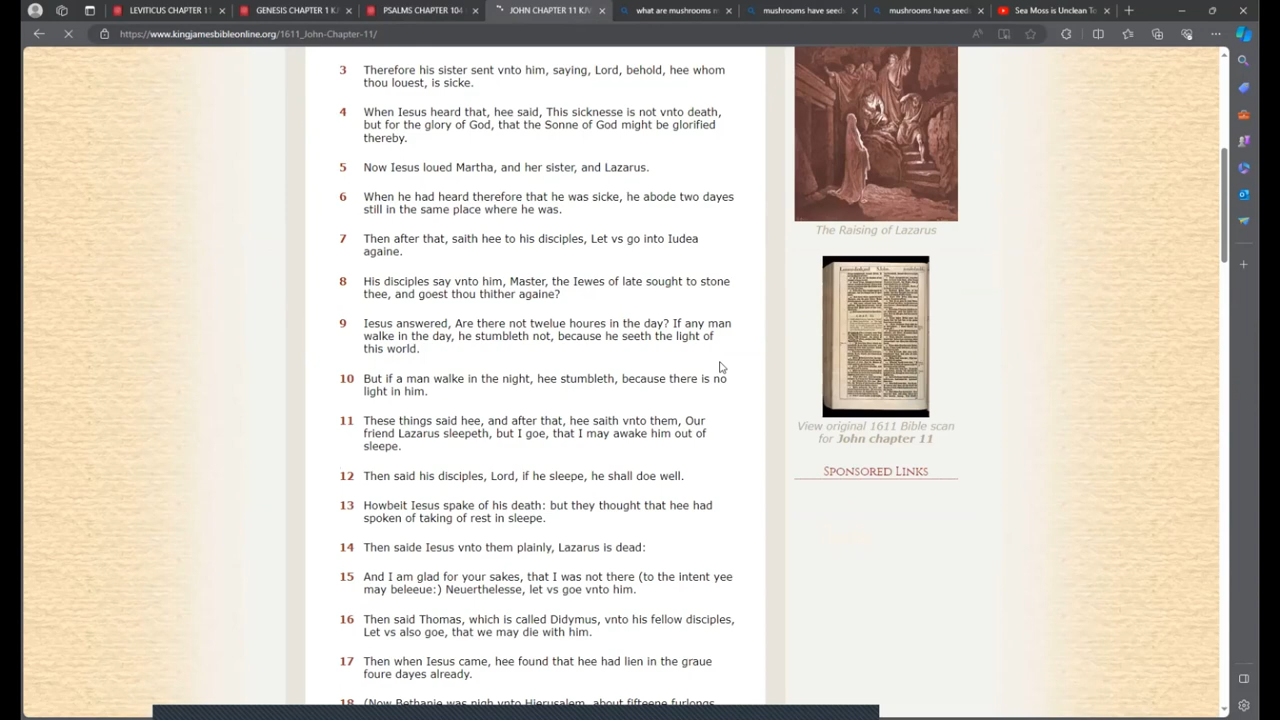 LEVITICUS CHAPTER 11
GENESIS CHAPTER 1 K
PSALMS CHAPTER 104
JOHN CHAPTER 11 KJV
what are mushrooms m
mushrooms have seed
mushrooms have seed
Sea Moss is Unclean To
https://www.kingjamesbibleonline.org/1611_John-Chapter-11/
3 Therefore his sister sent vnto him, saying, Lord, behold, hee whom
thou louest, is sicke.
4 When Iesus heard that, hee said, This sicknesse is not vnto death,
but for the glory of God, that the Sonne of God might be glorified
thereby.
5 Now Iesus loued Martha, and her sister, and Lazarus.
6 When he had heard therefore that he was sicke, he abode two dayes
still in the same place where he was.
7 Then after that, saith hee to his disciples, Let vs go into Iudea
againe.
8 His disciples say vnto him, Master, the Iewes of late sought to stone
thee, and goest thou thither againe?
9 Iesus answered, Are there not twelue houres in the day? If any man
walke in the day, he stumbleth not, because he seeth the light of
this world.
10 But if a man walke in the night, hee stumbleth, because there is no
light in him.
11 These things said hee, and after that, hee saith vnto them, Our
friend Lazarus sleepeth, but I goe, that I may awake him out of
sleepe.
12 Then said his disciples, Lord, if he sleepe, he shall doe well.
13 Howbeit Iesus spake of his death: but they thought that hee had
spoken of taking of rest in sleepe.
14 Then saide Iesus vnto them plainly, Lazarus is dead:
15 And I am glad for your sakes, that I was not there (to the intent yee
may beleeue:) Neuerthelesse, let vs goe vnto him.
16 Then said Thomas, which is called Didymus, vnto his fellow disciples,
Let vs also goe, that we may die with him.
17 Then when Iesus came, hee found that hee had lien in the graue
foure dayes already.
18 (Now Bethanie was nigh vnto Hierusalem, about fifteene furlongs
The Raising of Lazarus
View original 1611 Bible scan
for John chapter 11
SPONSORED LINKS